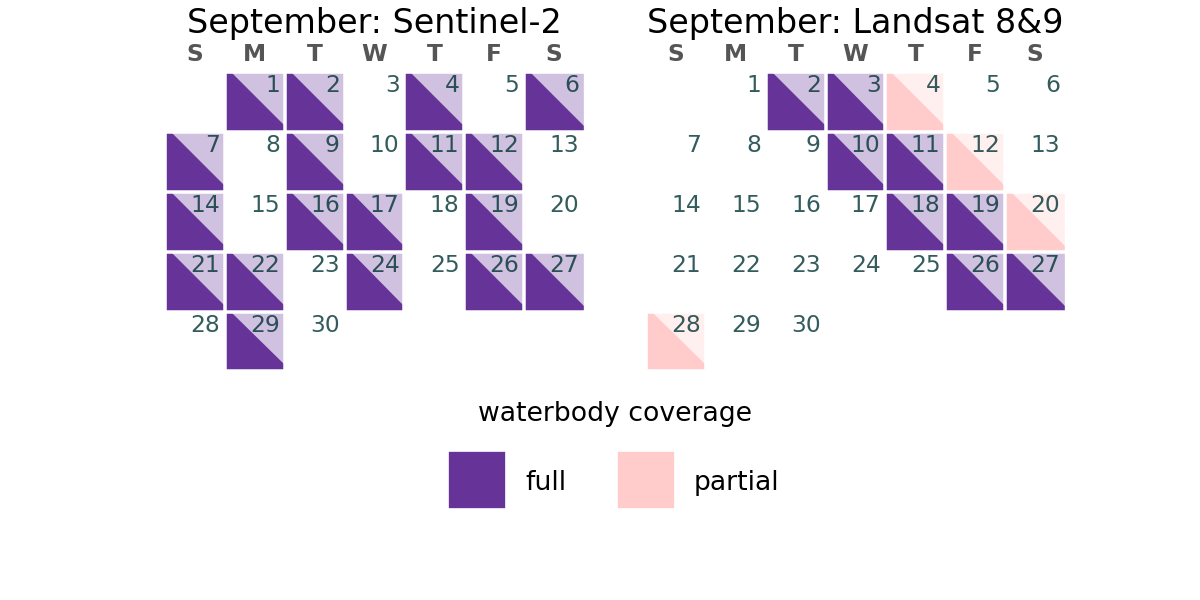 September: Sentinel-2
S M T W T F S
1 2 3 4 5 6
7 8 9 10 11 12 13
14 15 16 17 18 19 20
21 22 23 24 25 26 27
28 29 30
September: Landsat 8&9
S M T W T F S
1 2 3 4 5 6
7 8 9 10 11 12 13
14 15 16 17 18 19 20
21 22 23 24 25 26 27
28 29 30
waterbody coverage
full partial